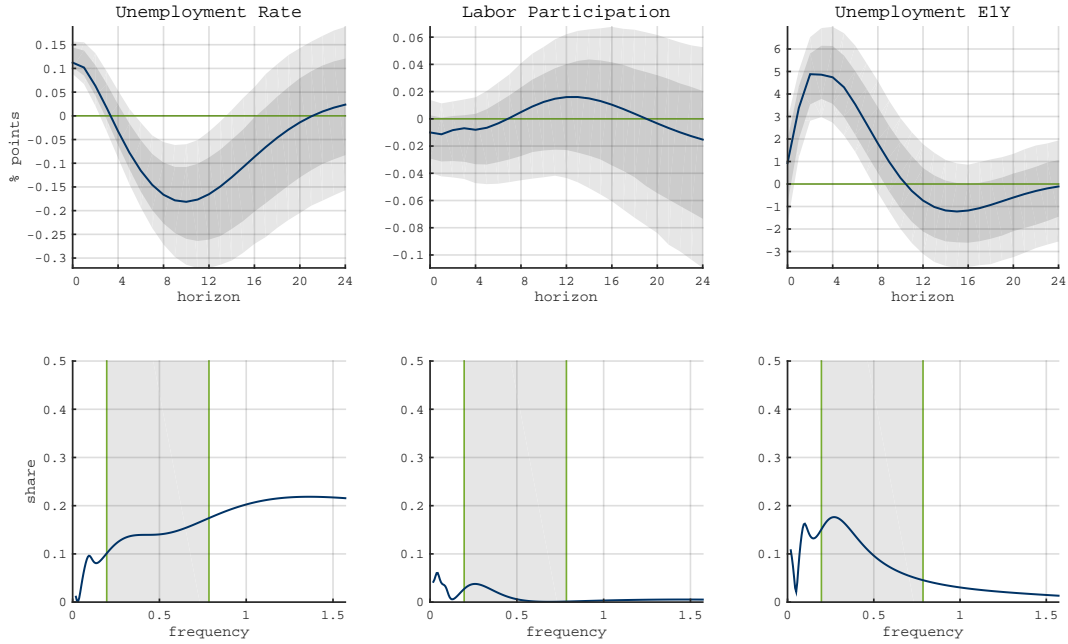 Unemployment Rate
Labor Participation
Unemployment E1Y
% points
0.15
0.1
0.05
0
-0.05
-0.1
-0.15
-0.2
-0.25
-0.3
0 4 8 12 16 20 24
horizon
0.06
0.04
0.02
0
-0.02
-0.04
-0.06
-0.08
-0.1
0 4 8 12 16 20 24
horizon
6
5
4
3
2
1
0
-1
-2
-3
0 4 8 12 16 20 24
horizon
share
0.5
0.4
0.3
0.2
0.1
0
0 0.5 1 1.5
frequency
0.5
0.4
0.3
0.2
0.1
0
0 0.5 1 1.5
frequency
0.5
0.4
0.3
0.2
0.1
0
0 0.5 1 1.5
frequency